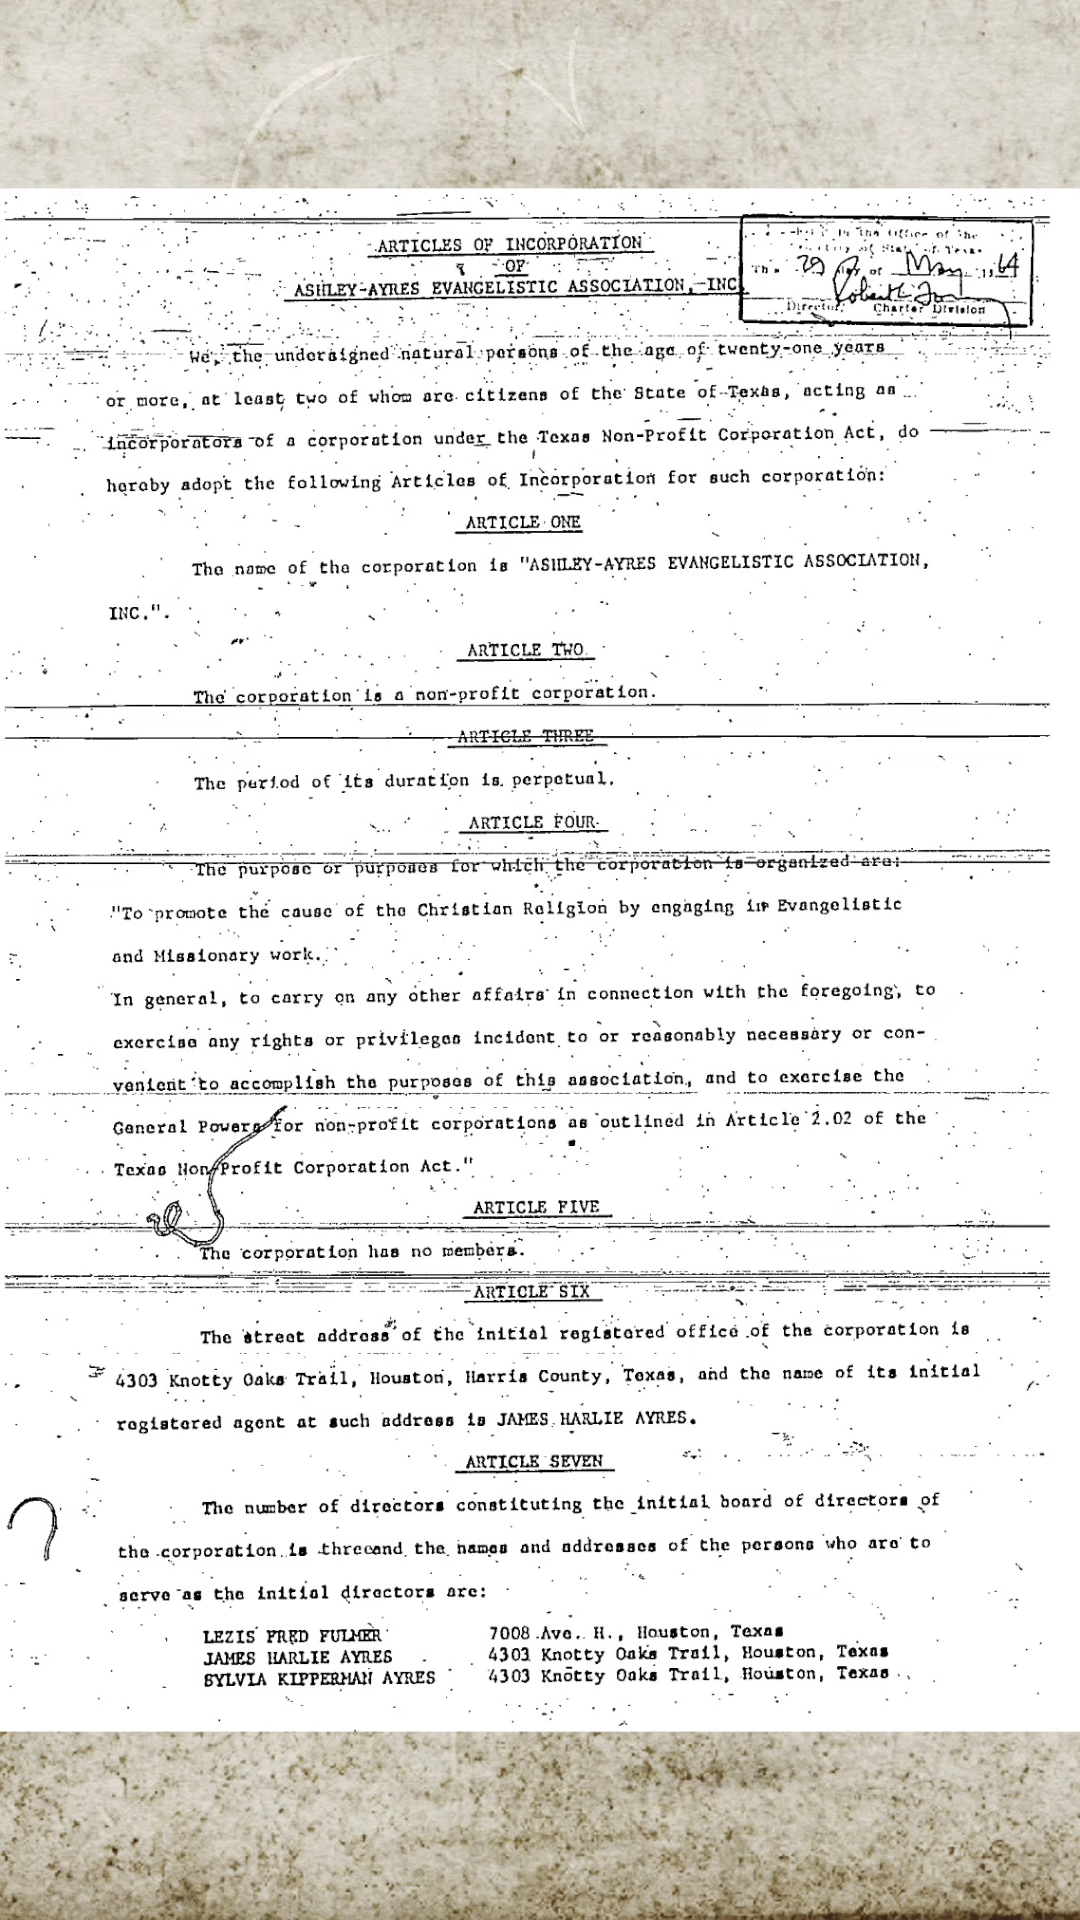 ARTICLES OF INCORPORATION
OF
ASHLEY-AYRES EVANGELISTIC ASSOCIATION, INC.
in the Office of the
of State of Texas
29 day of May 1964
Director, Charter Division
We, the undersigned natural persons of the age of twenty-one years
or more, at least two of whom are citizens of the State of Texas, acting as
incorporators of a corporation under the Texas Non-Profit Corporation Act, do
hereby adopt the following Articles of Incorporation for such corporation:
ARTICLE ONE
The name of the corporation is "ASHLEY-AYRES EVANGELISTIC ASSOCIATION,
INC.".
ARTICLE TWO
The corporation is a non-profit corporation.
ARTICLE THREE
The period of its duration is perpetual.
ARTICLE FOUR
The purpose or purposes for which the corporation is organized are:
"To promote the cause of the Christian Religion by engaging in Evangelistic
and Missionary work.
In general, to carry on any other affairs in connection with the foregoing, to
exercise any rights or privileges incident to or reasonably necessary or con-
venient to accomplish the purposes of this association, and to exercise the
General Powers for non-profit corporations as outlined in Article 2.02 of the
Texas Non-Profit Corporation Act."
ARTICLE FIVE
The corporation has no members.
ARTICLE SIX
The street address of the initial registered office of the corporation is
4303 Knotty Oaks Trail, Houston, Harris County, Texas, and the name of its initial
registered agent at such address is JAMES HARLIE AYRES.
ARTICLE SEVEN
The number of directors constituting the initial board of directors of
the corporation is threeand the names and addresses of the persons who are to
serve as the initial directors are:
LEZIS FRED FULMER 7008 Ave. H., Houston, Texas
JAMES HARLIE AYRES 4303 Knotty Oaks Trail, Houston, Texas
SYLVIA KIPPERMAN AYRES 4303 Knotty Oaks Trail, Houston, Texas